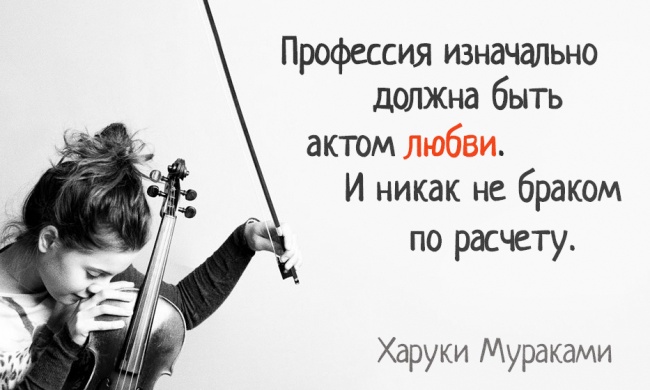 Профессия изначально
должна быть
актом любви.
И никак не браком
по расчету.
Харуки Мураками